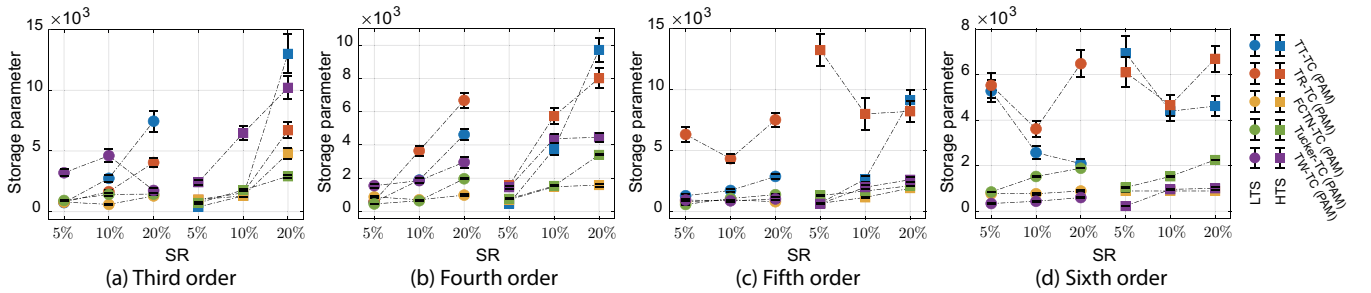 ×10³
15
10
5
0
Storage parameter
5% 10% 20% 5% 10% 20%
SR
(a) Third order
×10³
10
8
6
4
2
0
Storage parameter
5% 10% 20% 5% 10% 20%
SR
(b) Fourth order
×10³
15
10
5
0
Storage parameter
5% 10% 20% 5% 10% 20%
SR
(c) Fifth order
×10³
8
6
4
2
0
Storage parameter
5% 10% 20% 5% 10% 20%
SR
(d) Sixth order
TT-TC (PAM)
TR-TC (PAM)
FCTN-TC (PAM)
Tucker-TC (PAM)
TW-TC (PAM)
LTS
HTS